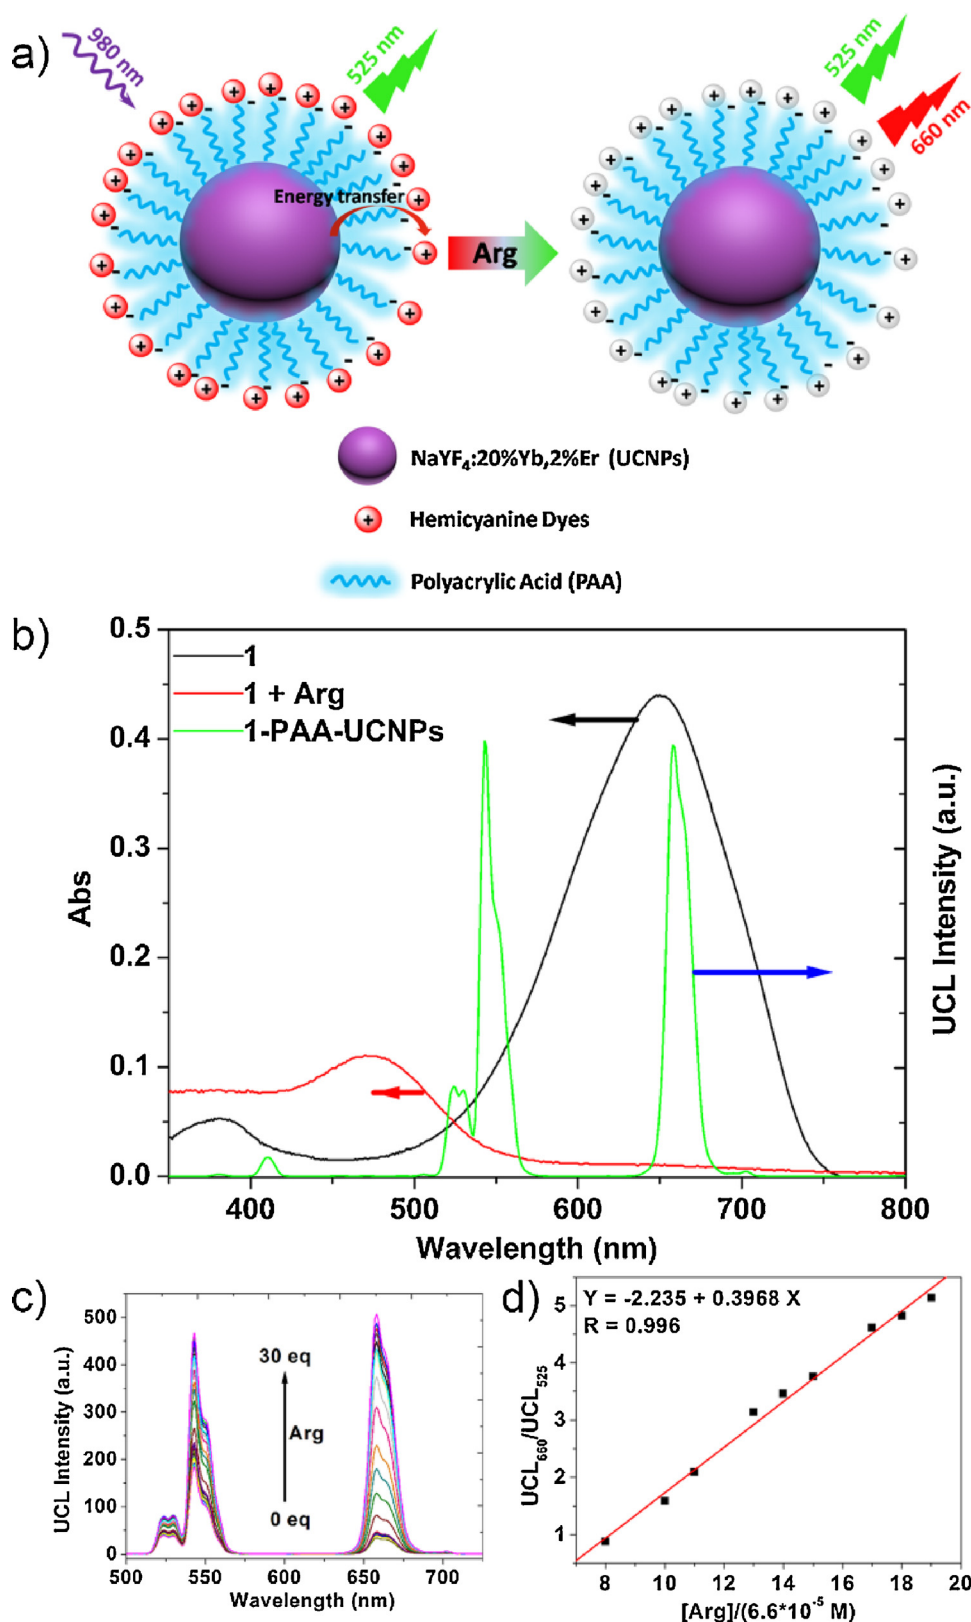 a)
980 nm
525 nm
525 nm
660 nm
Energy transfer
Arg
NaYF₄:20%Yb,2%Er (UCNPs)
Hemicyanine Dyes
Polyacrylic Acid (PAA)
b)
0.5
0.4
0.3
0.2
0.1
0.0
Abs
1
1 + Arg
1-PAA-UCNPs
UCL Intensity (a.u.)
400 500 600 700 800
Wavelength (nm)
c)
500
400
300
200
100
0
UCL Intensity (a.u.)
30 eq
Arg
0 eq
500 550 600 650 700
Wavelength (nm)
d)
Y = -2.235 + 0.3968 X
R = 0.996
5
4
3
2
1
UCL₆₆₀/UCL₅₂₅
8 10 12 14 16 18 20
[Arg]/(6.6*10⁻⁵ M)